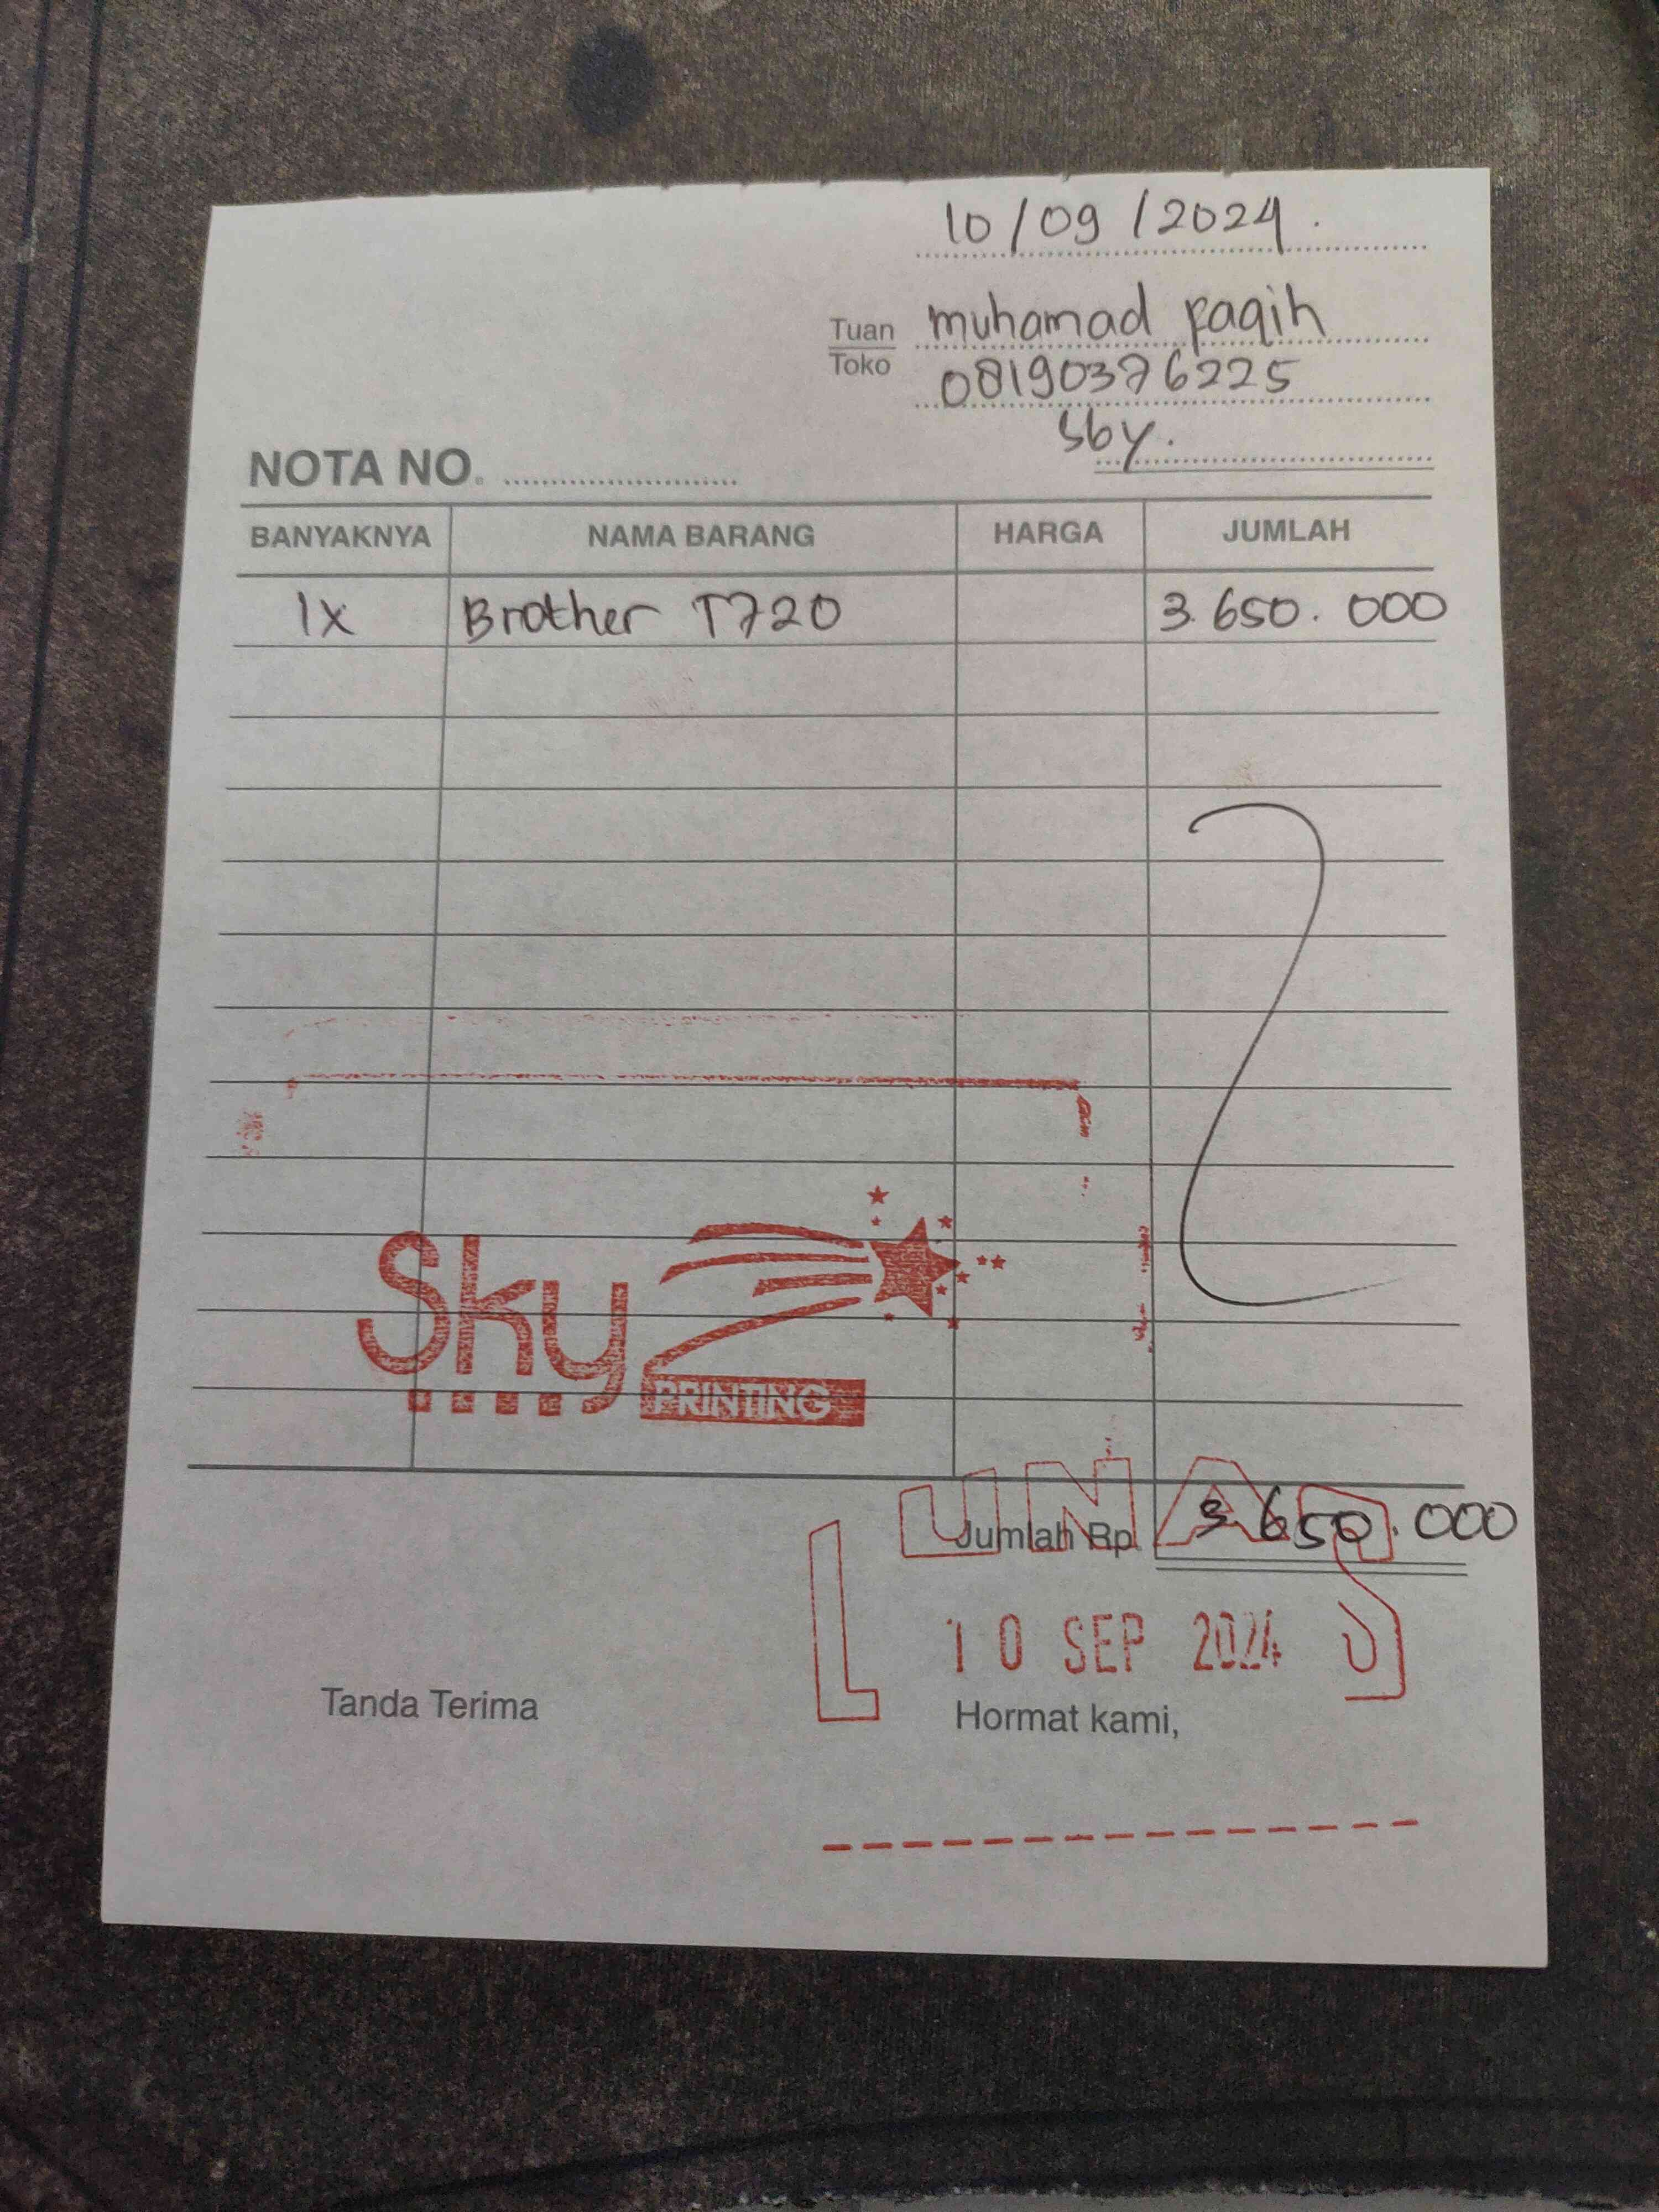 10/09/2024.
Tuan muhamad faqih
Toko 08190376225
sby.
NOTA NO. ........................
BANYAKNYA NAMA BARANG HARGA JUMLAH
1x Brother T720 3.650.000
Sky
PRINTING
LUNAS
Jumlah Rp. 3.650.000
10 SEP 2024
Tanda Terima Hormat kami,